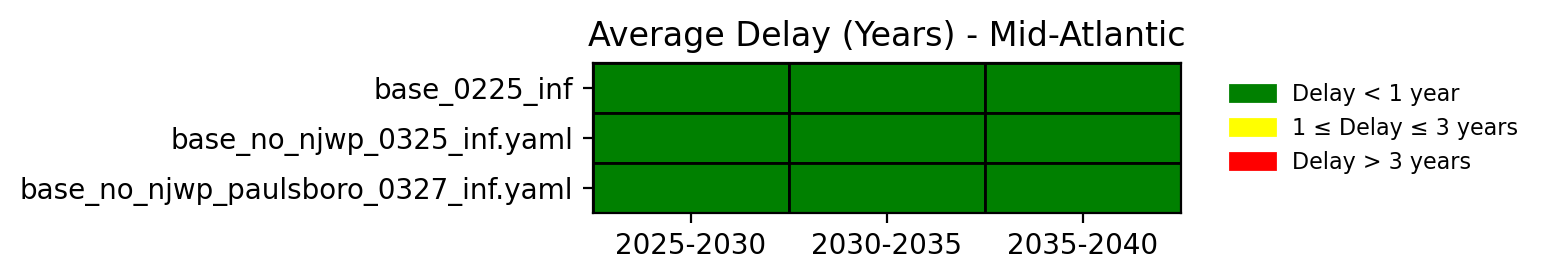 Average Delay (Years) - Mid-Atlantic
base_0225_inf
base_no_njwp_0325_inf.yaml
base_no_njwp_paulsboro_0327_inf.yaml
2025-2030 2030-2035 2035-2040
Delay < 1 year
1 ≤ Delay ≤ 3 years
Delay > 3 years